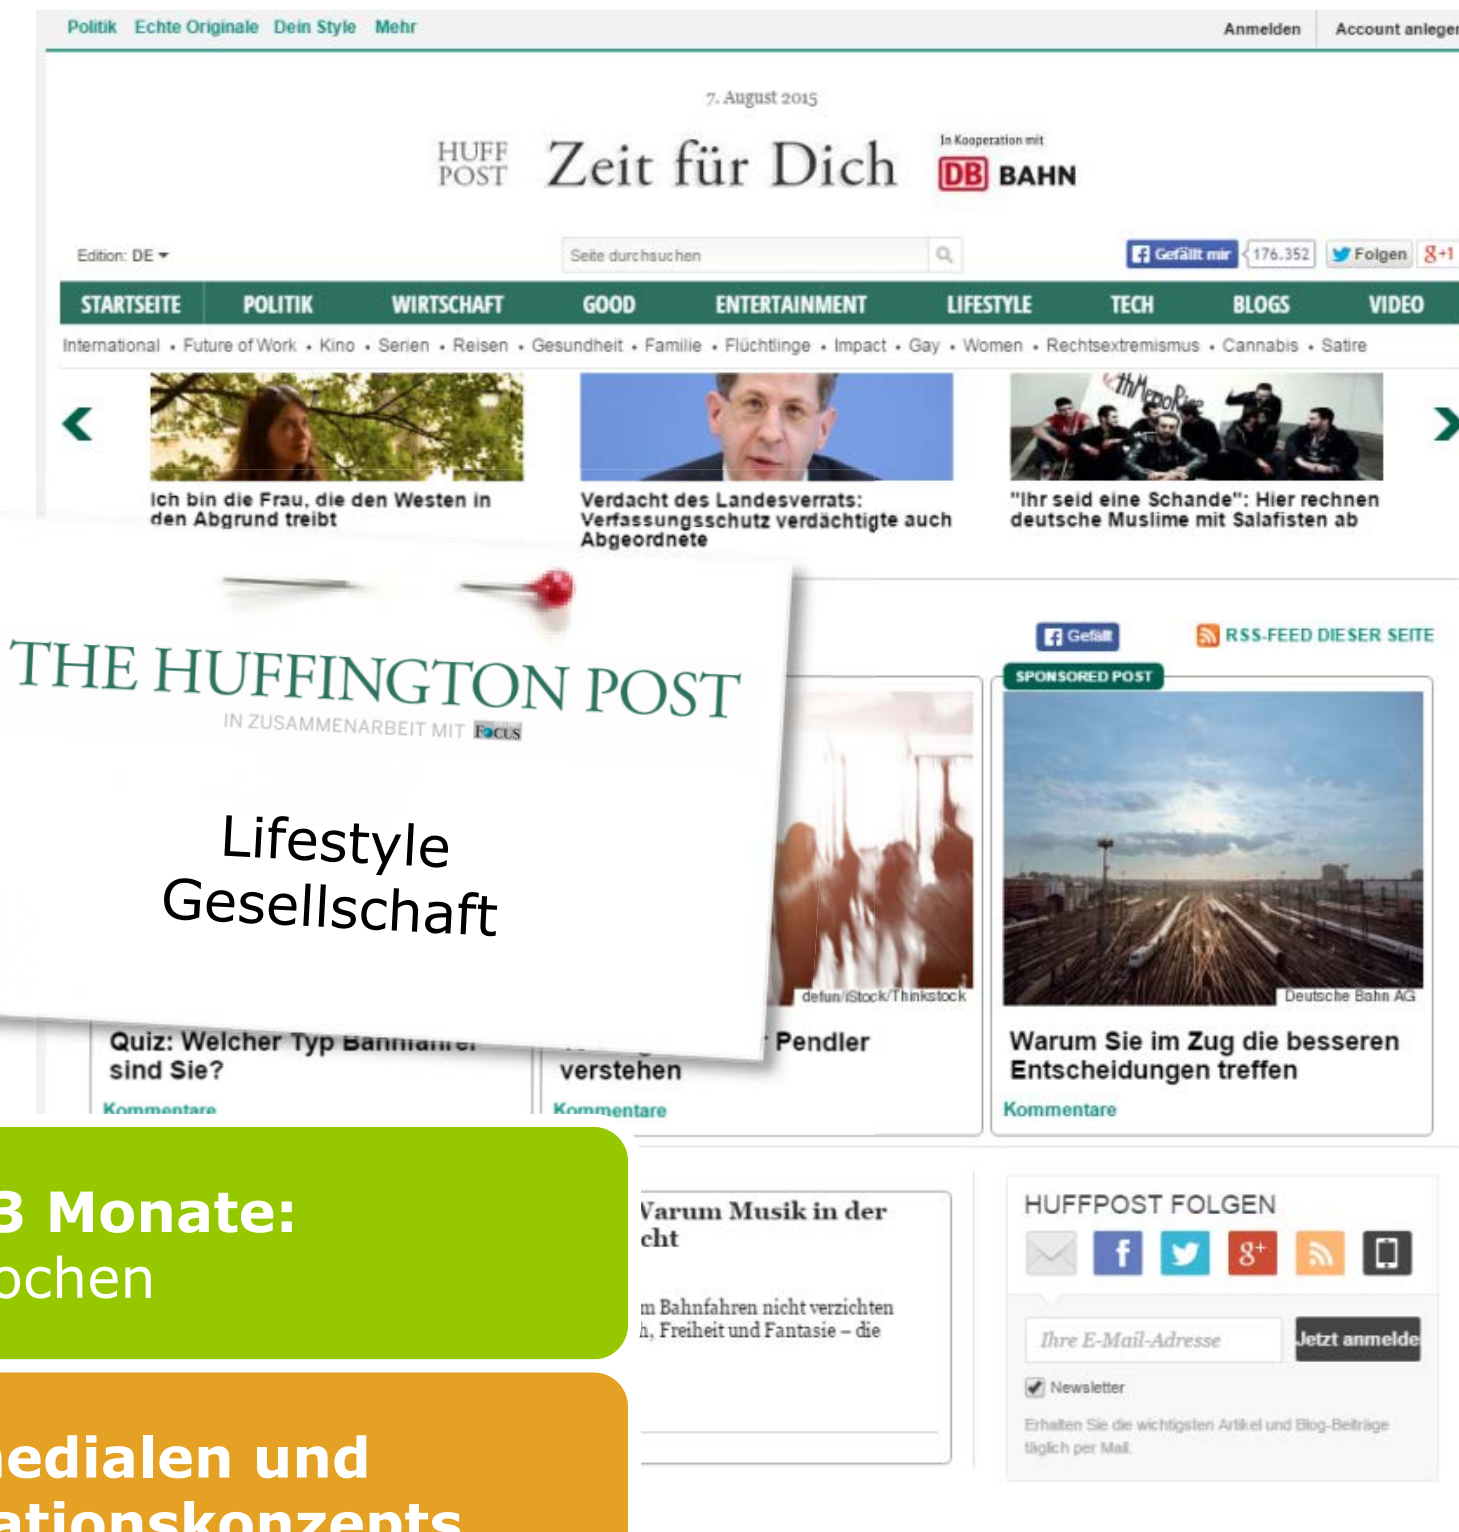 Politik Echte Originale Dein Style Mehr
Anmelden Account anlegen
7. August 2015
HUFF
POST
Zeit für Dich
In Kooperation mit
DB BAHN
Edition: DE
Seite durchsuchen
Gefällt mir 176.352 Folgen g+1
STARTSEITE POLITIK WIRTSCHAFT GOOD ENTERTAINMENT LIFESTYLE TECH BLOGS VIDEO
International • Future of Work • Kino • Serien • Reisen • Gesundheit • Familie • Flüchtlinge • Impact • Gay • Women • Rechtsextremismus • Cannabis • Satire
Ich bin die Frau, die den Westen in
den Abgrund treibt
Verdacht des Landesverrats:
Verfassungsschutz verdächtigte auch
Abgeordnete
"Ihr seid eine Schande": Hier rechnen
deutsche Muslime mit Salafisten ab
THE HUFFINGTON POST
IN ZUSAMMENARBEIT MIT FOCUS
Lifestyle
Gesellschaft
Gefällt
RSS-FEED DIESER SEITE
SPONSORED POST
defun/iStock/Thinkstock
Deutsche Bahn AG
Quiz: Welcher Typ Bahnfahrer
sind Sie?
Kommentare
Pendler
verstehen
Kommentare
Warum Sie im Zug die besseren
Entscheidungen treffen
Kommentare
3 Monate:
ochen
edialen und
ationskonzepts
Warum Musik in der
cht
m Bahnfahren nicht verzichten
h, Freiheit und Fantasie – die
HUFFPOST FOLGEN
f g+
Ihre E-Mail-Adresse
Jetzt anmelde
Newsletter
Erhalten Sie die wichtigsten Artikel und Blog-Beiträge
täglich per Mail.